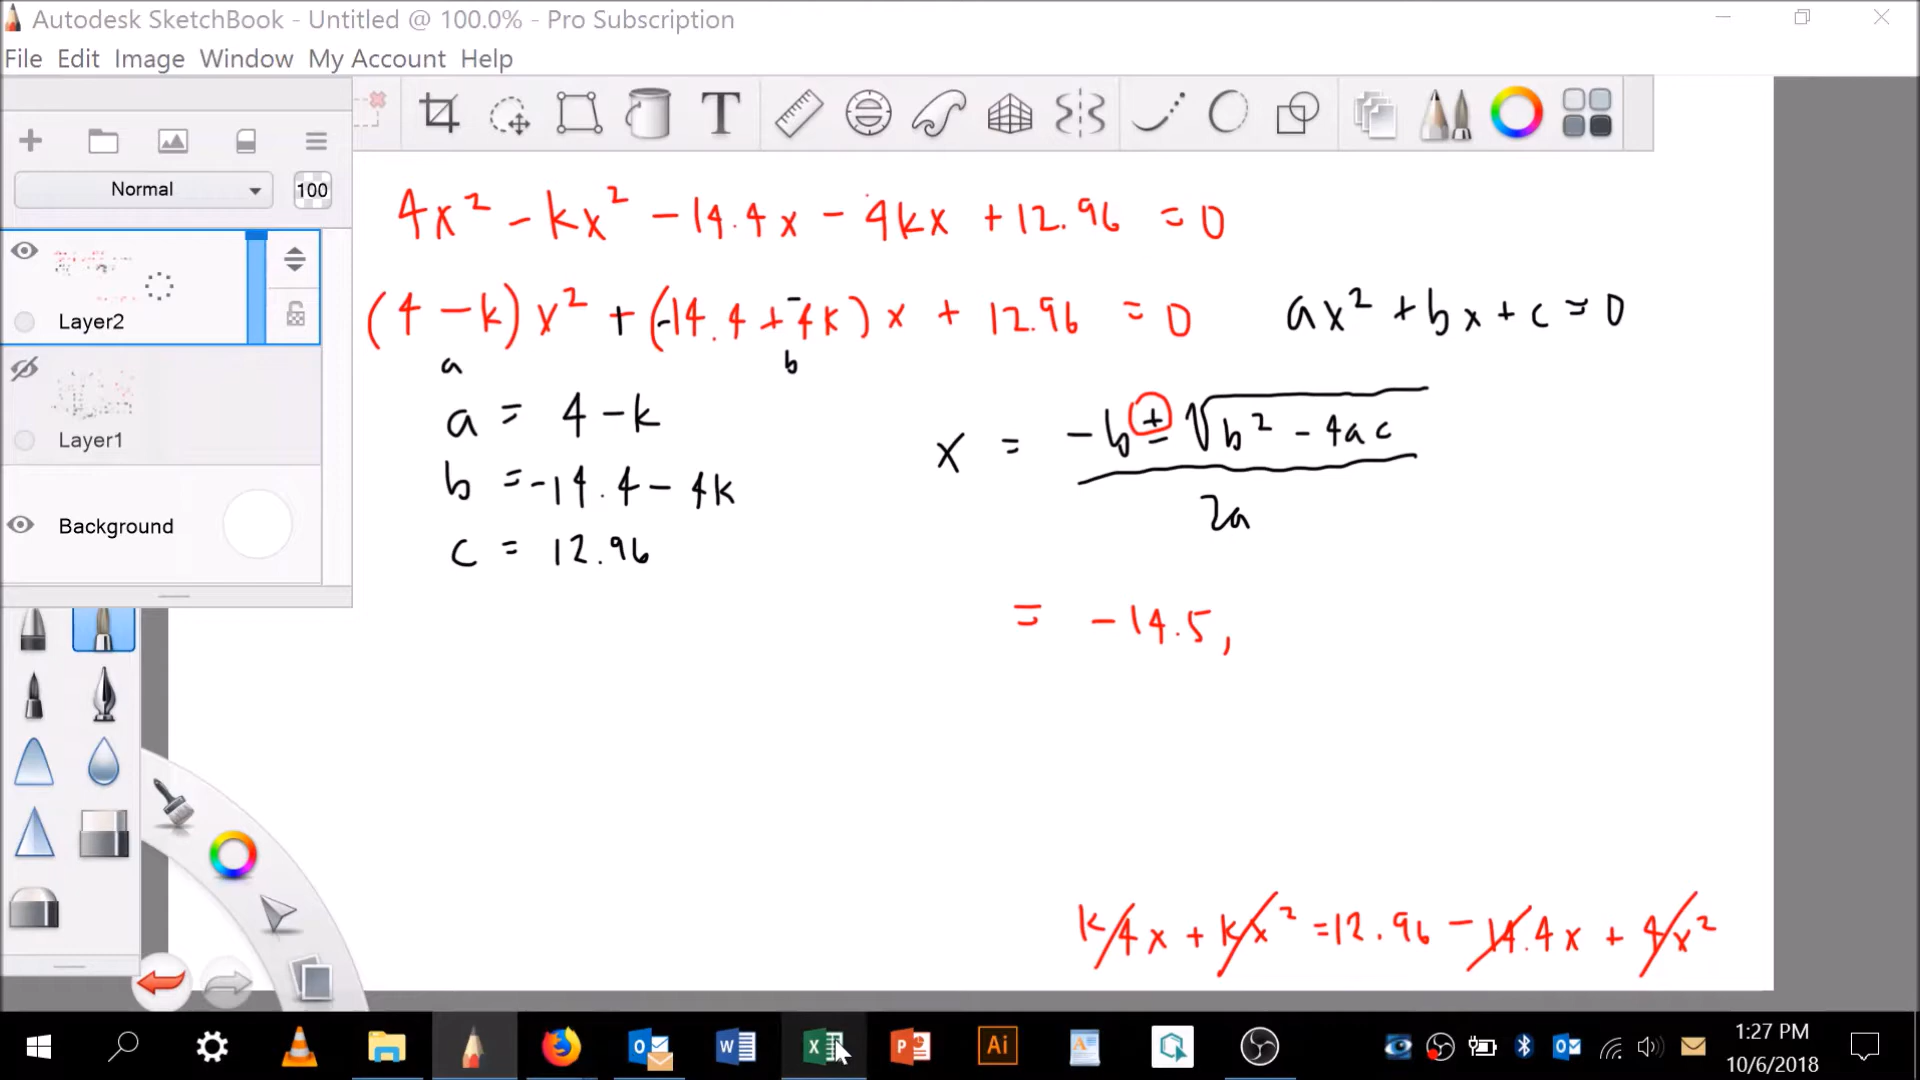 Autodesk SketchBook - Untitled @ 100.0% - Pro Subscription
File Edit Image Window My Account Help
T
Normal
100
Layer2
Layer1
Background
4x² - kx² - 14.4x - 4kx + 12.96 = 0
(4 - k) x² + (-14.4 + -4k) x + 12.96 = 0
ax² + bx + c = 0
a
b
a = 4 - k
b = -14.4 - 4k
c = 12.96
x = -b ± √b² - 4ac
2a
= -14.5,
k4x + kx² = 12.96 - 14.4x + 4x²
Ai
1:27 PM
10/6/2018